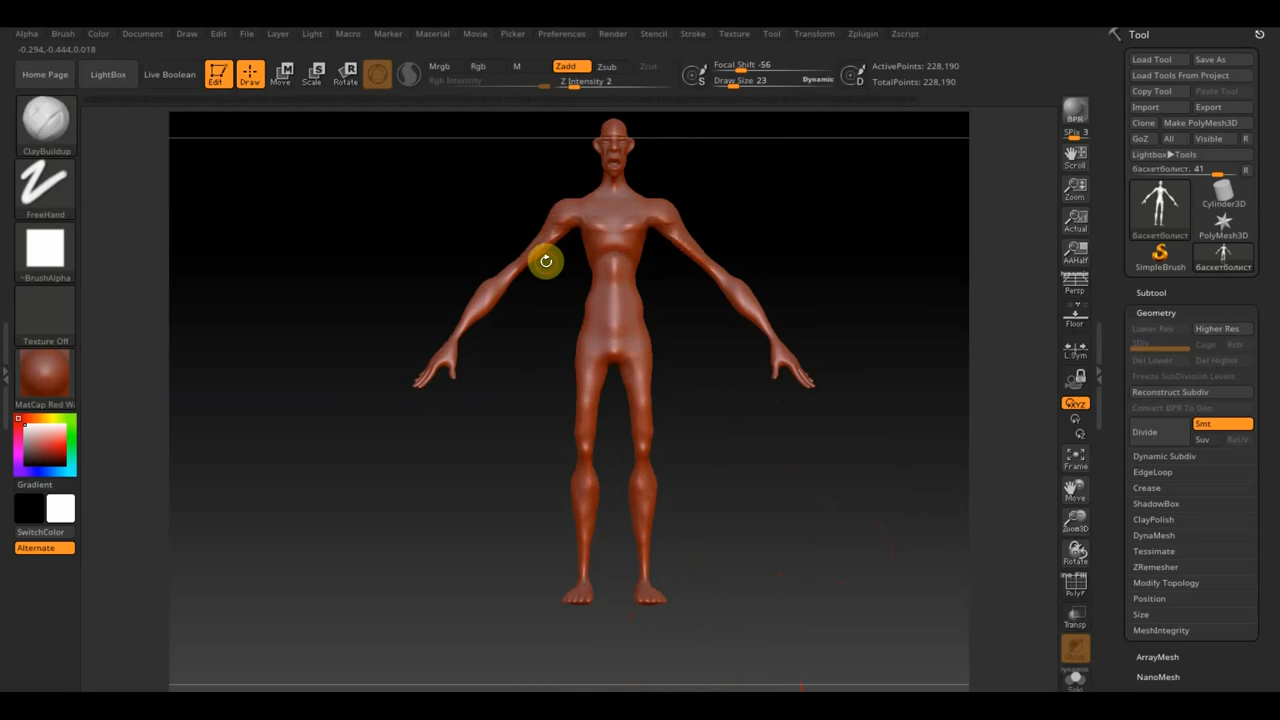 Alpha Brush Color Document Draw Edit File Layer Light Macro Marker Material Movie Picker Preferences Render Stencil Stroke Texture Tool Transform Zplugin Zscript
Tool
-0.294,-0.444,0.018
Load Tool Save As
Load Tools From Project
Copy Tool Paste Tool
Import Export
Clone Make PolyMesh3D
GoZ All Visible R
Lightbox▶Tools
баскетболист. 41 R
Home Page LightBox Live Boolean Edit Draw Move Scale Rotate
Mrgb Rgb M Zadd Zsub Zcut
Rgb Intensity Z Intensity 2
Focal Shift -56
Draw Size 23 Dynamic
S D
ActivePoints: 228,190
TotalPoints: 228,190
ClayBuildup
FreeHand
~BrushAlpha
Texture Off
MatCap Red W
Gradient
SwitchColor
Alternate
BPR
SPix 3
Scroll
Zoom
Actual
AAHalf
Dynamic
Persp
Floor
L.Sym
XYZ
Frame
Move
Zoom3D
Rotate
PolyF
Transp
Dynamic
Solo
баскетболист Cylinder3D
PolyMesh3D
SimpleBrush баскетболист
Subtool
Geometry
Lower Res Higher Res
SDiv Cage Rstr
Del Lower Del Higher
Freeze SubDivision Levels
Reconstruct Subdiv
Convert BPR To Geo
Divide Smt
Suv ReUV
Dynamic Subdiv
EdgeLoop
Crease
ShadowBox
ClayPolish
DynaMesh
Tessimate
ZRemesher
Modify Topology
Position
Size
MeshIntegrity
ArrayMesh
NanoMesh